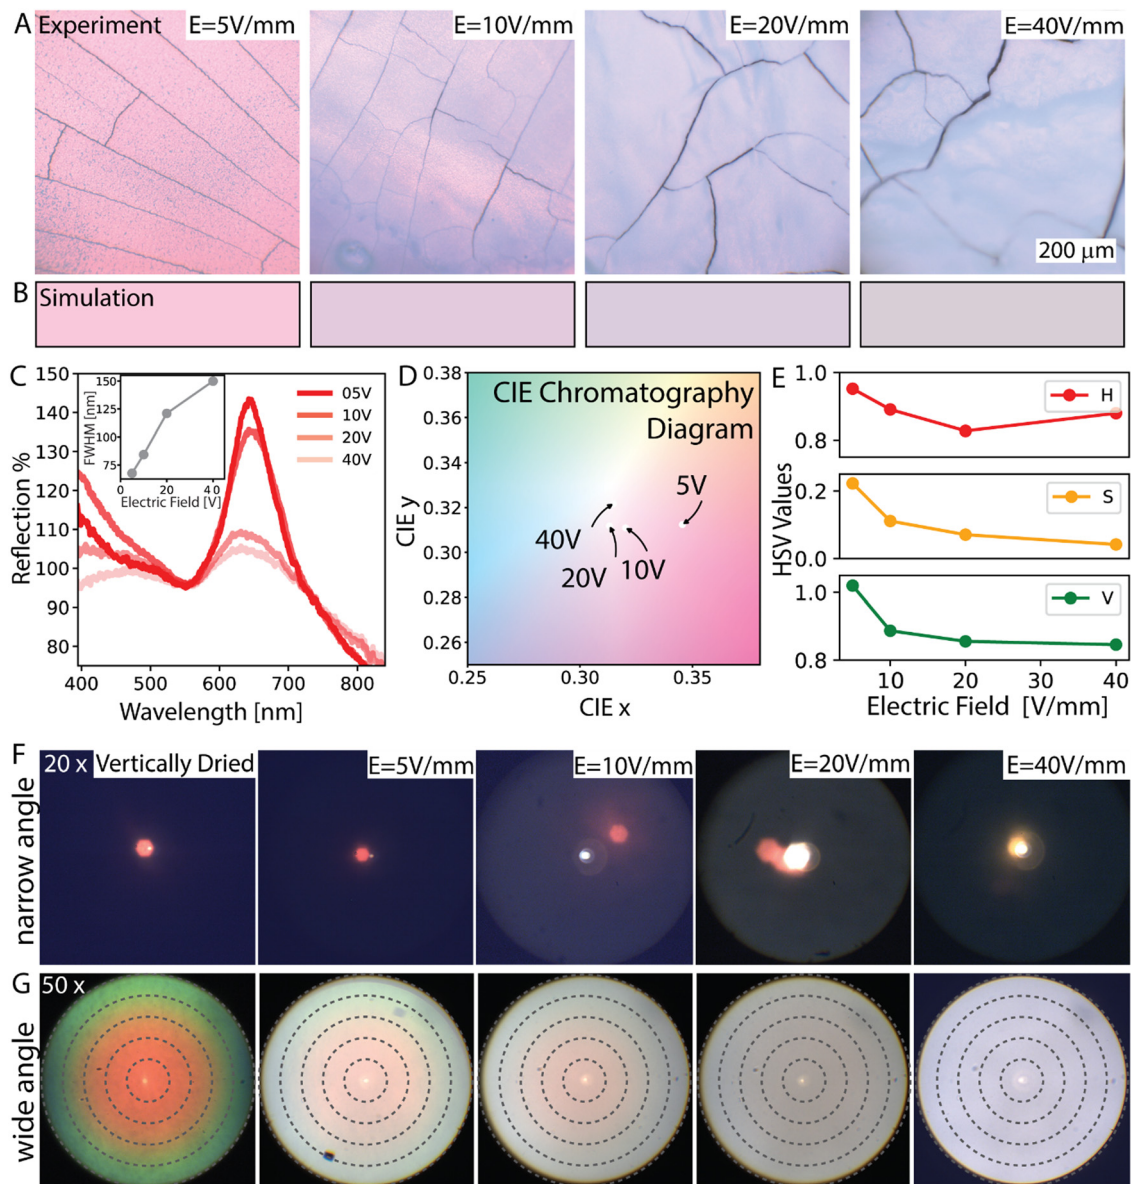 A Experiment E=5V/mm E=10V/mm E=20V/mm E=40V/mm
200 μm
B Simulation
C
150
140
130
120
110
100
90
80
Reflection %
400 500 600 700 800
Wavelength [nm]
150
125
100
75
FWHM [nm]
0 20 40
Electric Field [V]
05V
10V
20V
40V
D
0.38
0.36
0.34
0.32
0.30
0.28
0.26
CIE y
0.25 0.30 0.35
CIE x
CIE Chromatography
Diagram
5V
40V
20V
10V
E
1.0
0.8
H
0.2
0.0
S
1.0
0.8
V
HSV Values
10 20 30 40
Electric Field [V/mm]
F
narrow angle
20 x Vertically Dried E=5V/mm E=10V/mm E=20V/mm E=40V/mm
G
wide angle
50 x